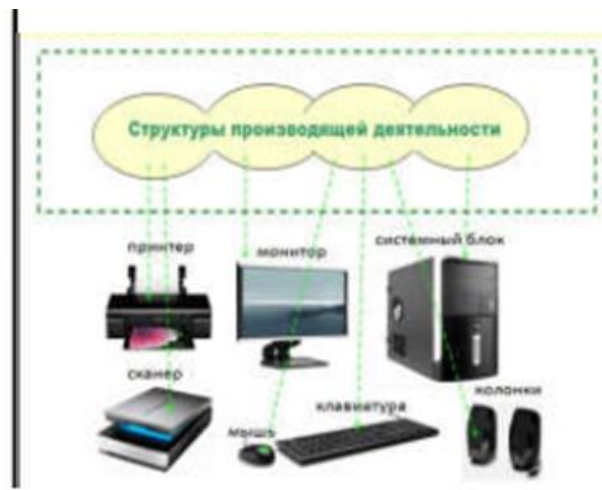 Структуры производящей деятельности
принтер
монитор
системный блок
сканер
мышь
клавиатура
колонки